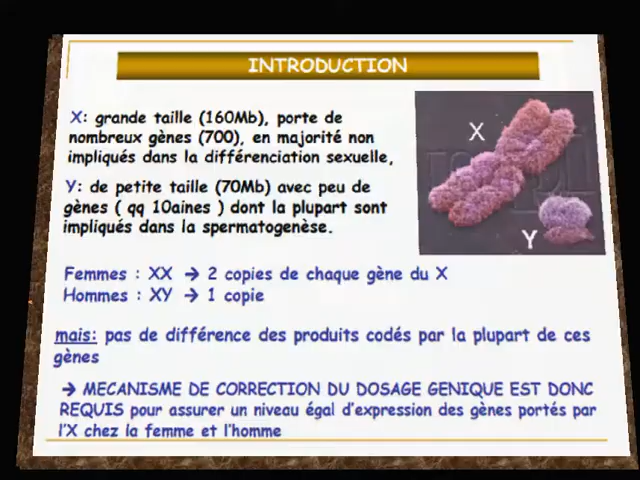 INTRODUCTION
X: grande taille (160Mb), porte de
nombreux gènes (700), en majorité non
impliqués dans la différenciation sexuelle,
Y: de petite taille (70Mb) avec peu de
gènes ( qq 10aines ) dont la plupart sont
impliqués dans la spermatogenèse.
X
Y
Femmes : XX → 2 copies de chaque gène du X
Hommes : XY → 1 copie
mais: pas de différence des produits codés par la plupart de ces
gènes
→ MECANISME DE CORRECTION DU DOSAGE GENIQUE EST DONC
REQUIS pour assurer un niveau égal d'expression des gènes portés par
l'X chez la femme et l'homme